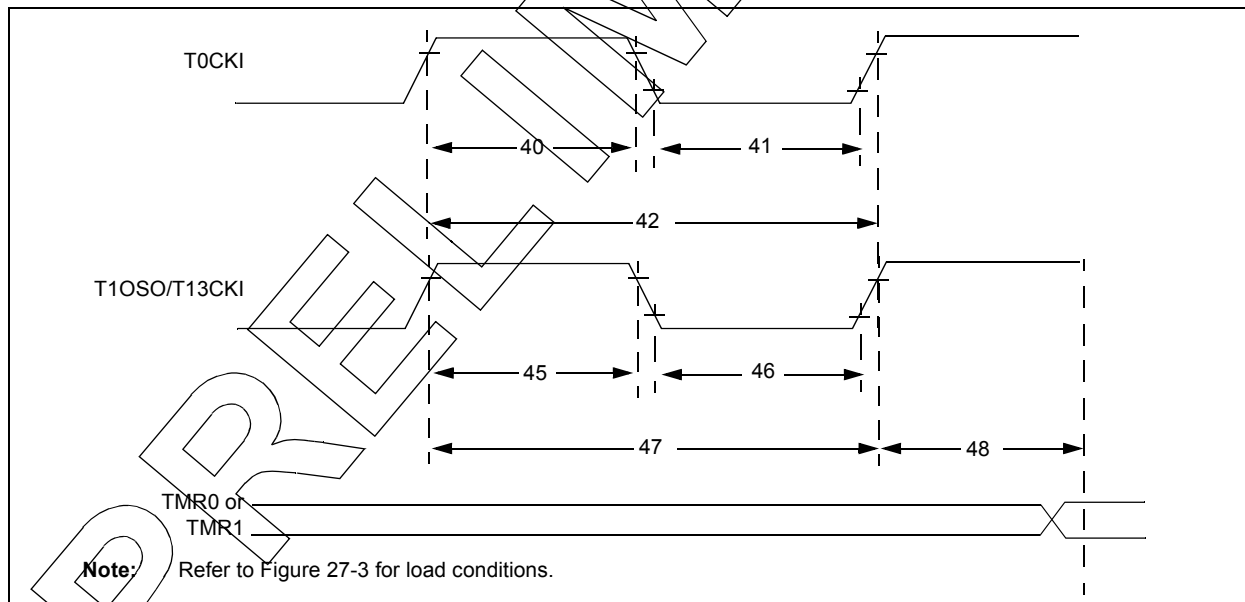 T0CKI
40
41
42
T1OSO/T13CKI
45
46
47
48
TMR0 or
TMR1
Note: Refer to Figure 27-3 for load conditions.
PRELIM